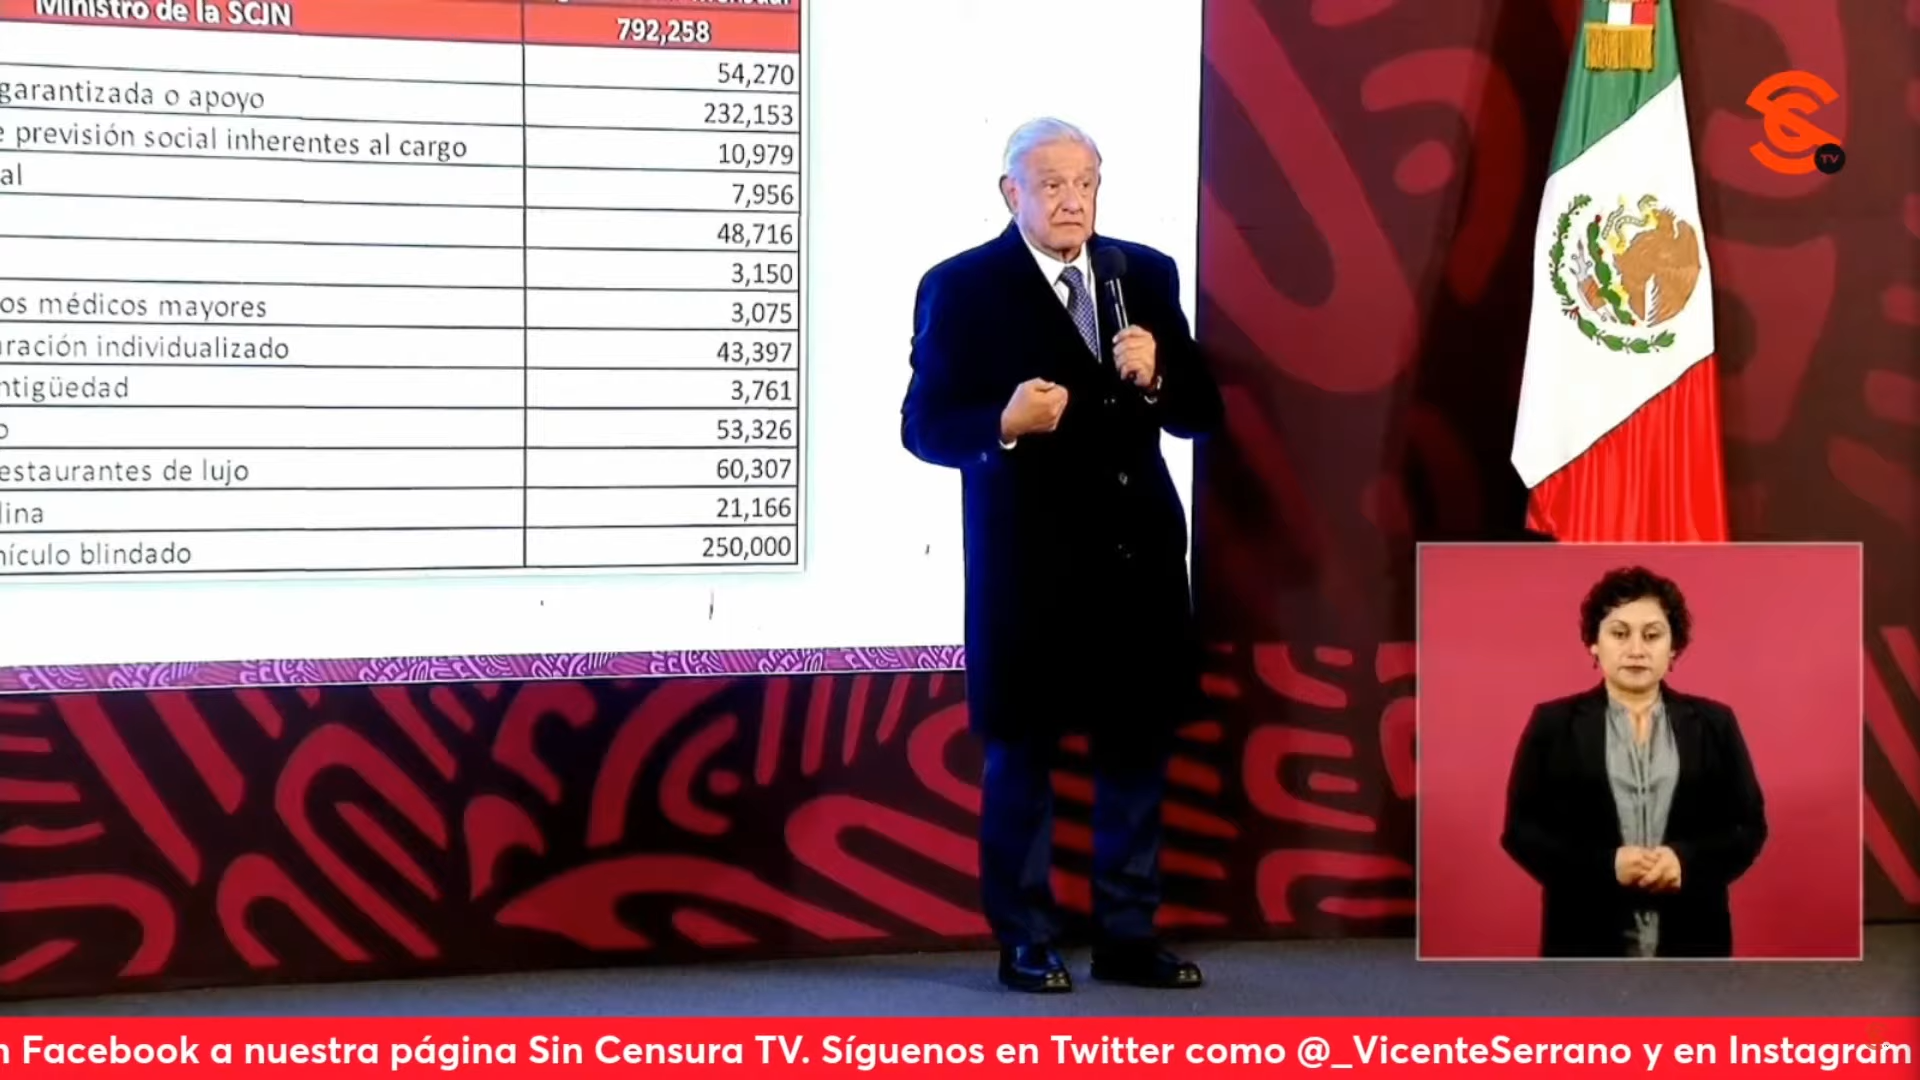 Ministro de la SCJN
792,258
54,270
garantizada o apoyo 232,153
e previsión social inherentes al cargo 10,979
al 7,956
48,716
3,150
os médicos mayores 3,075
ración individualizado 43,397
ntigüedad 3,761
o 53,326
estaurantes de lujo 60,307
lina 21,166
hículo blindado 250,000
TV
n Facebook a nuestra página Sin Censura TV. Síguenos en Twitter como @_VicenteSerrano y en Instagram